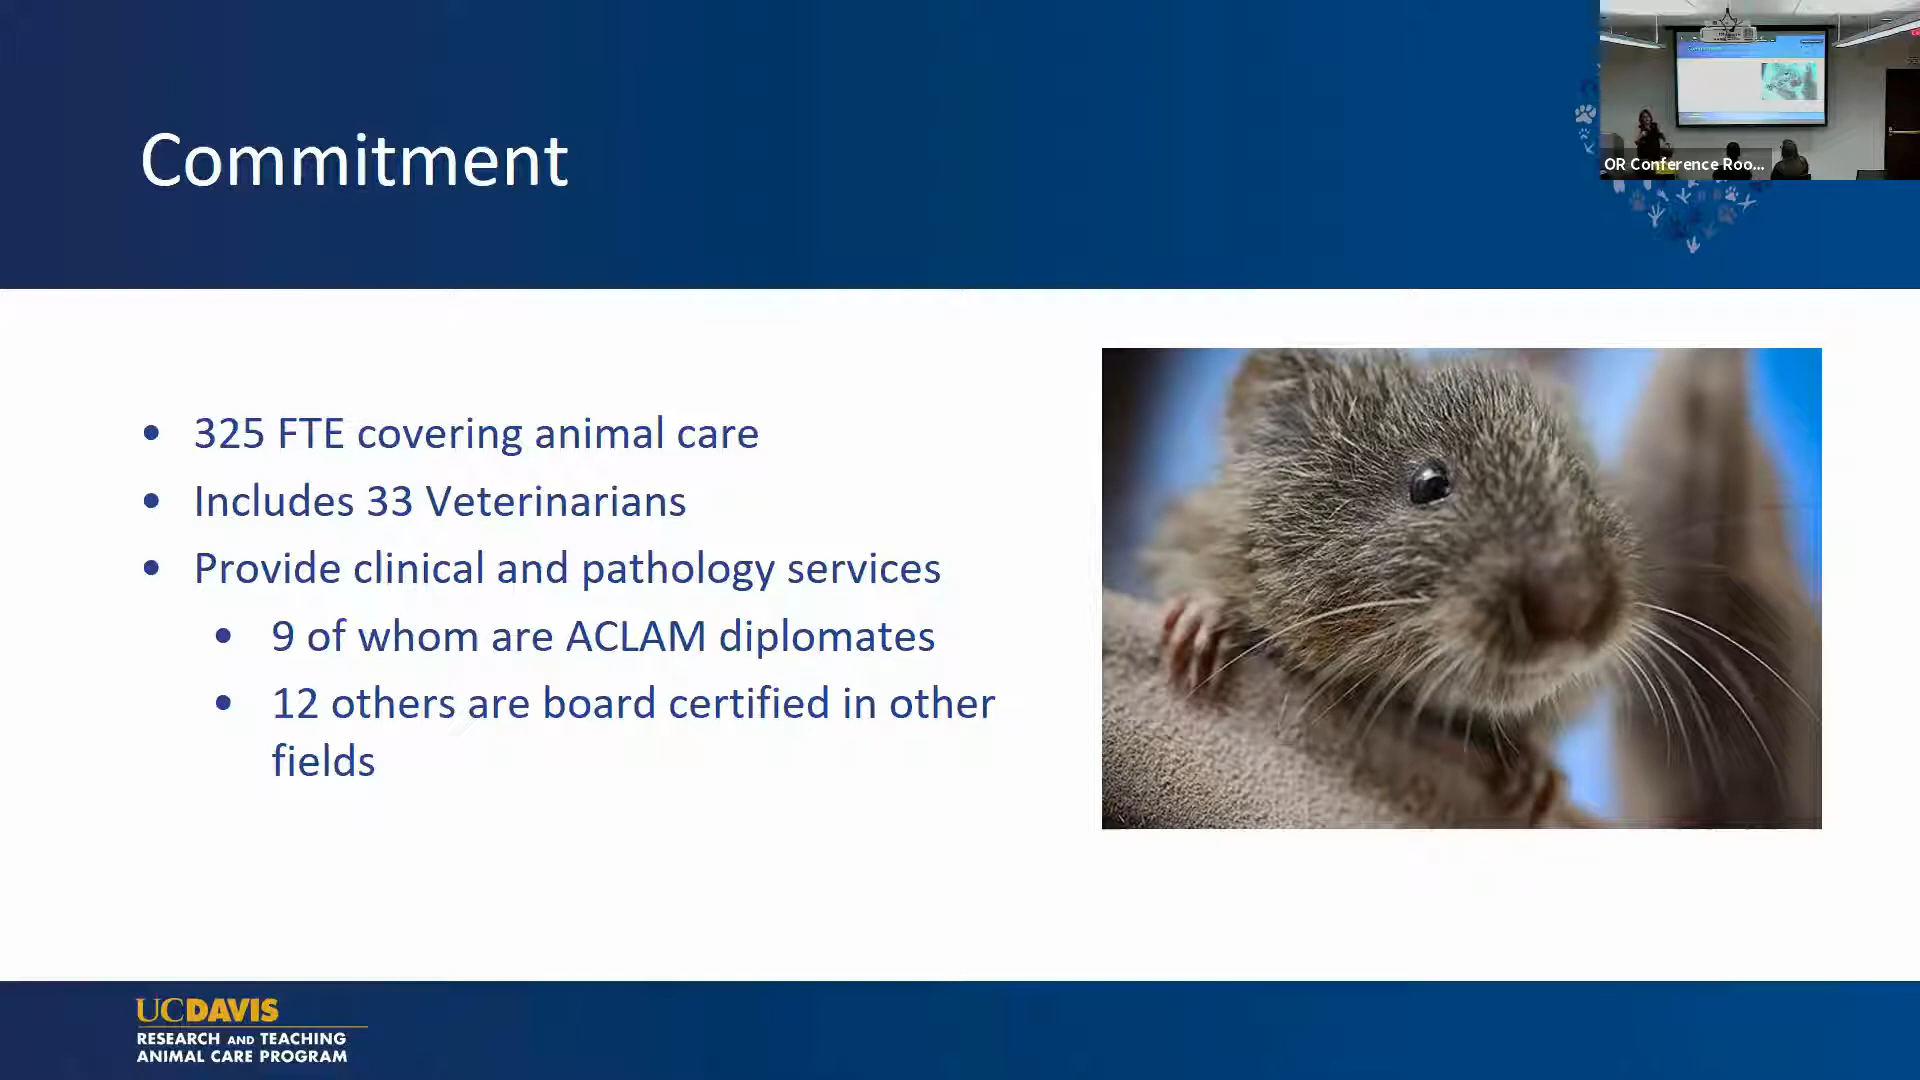 Commitment
OR Conference Roo...
• 325 FTE covering animal care
• Includes 33 Veterinarians
• Provide clinical and pathology services
• 9 of whom are ACLAM diplomates
• 12 others are board certified in other
fields
UCDAVIS
RESEARCH AND TEACHING
ANIMAL CARE PROGRAM